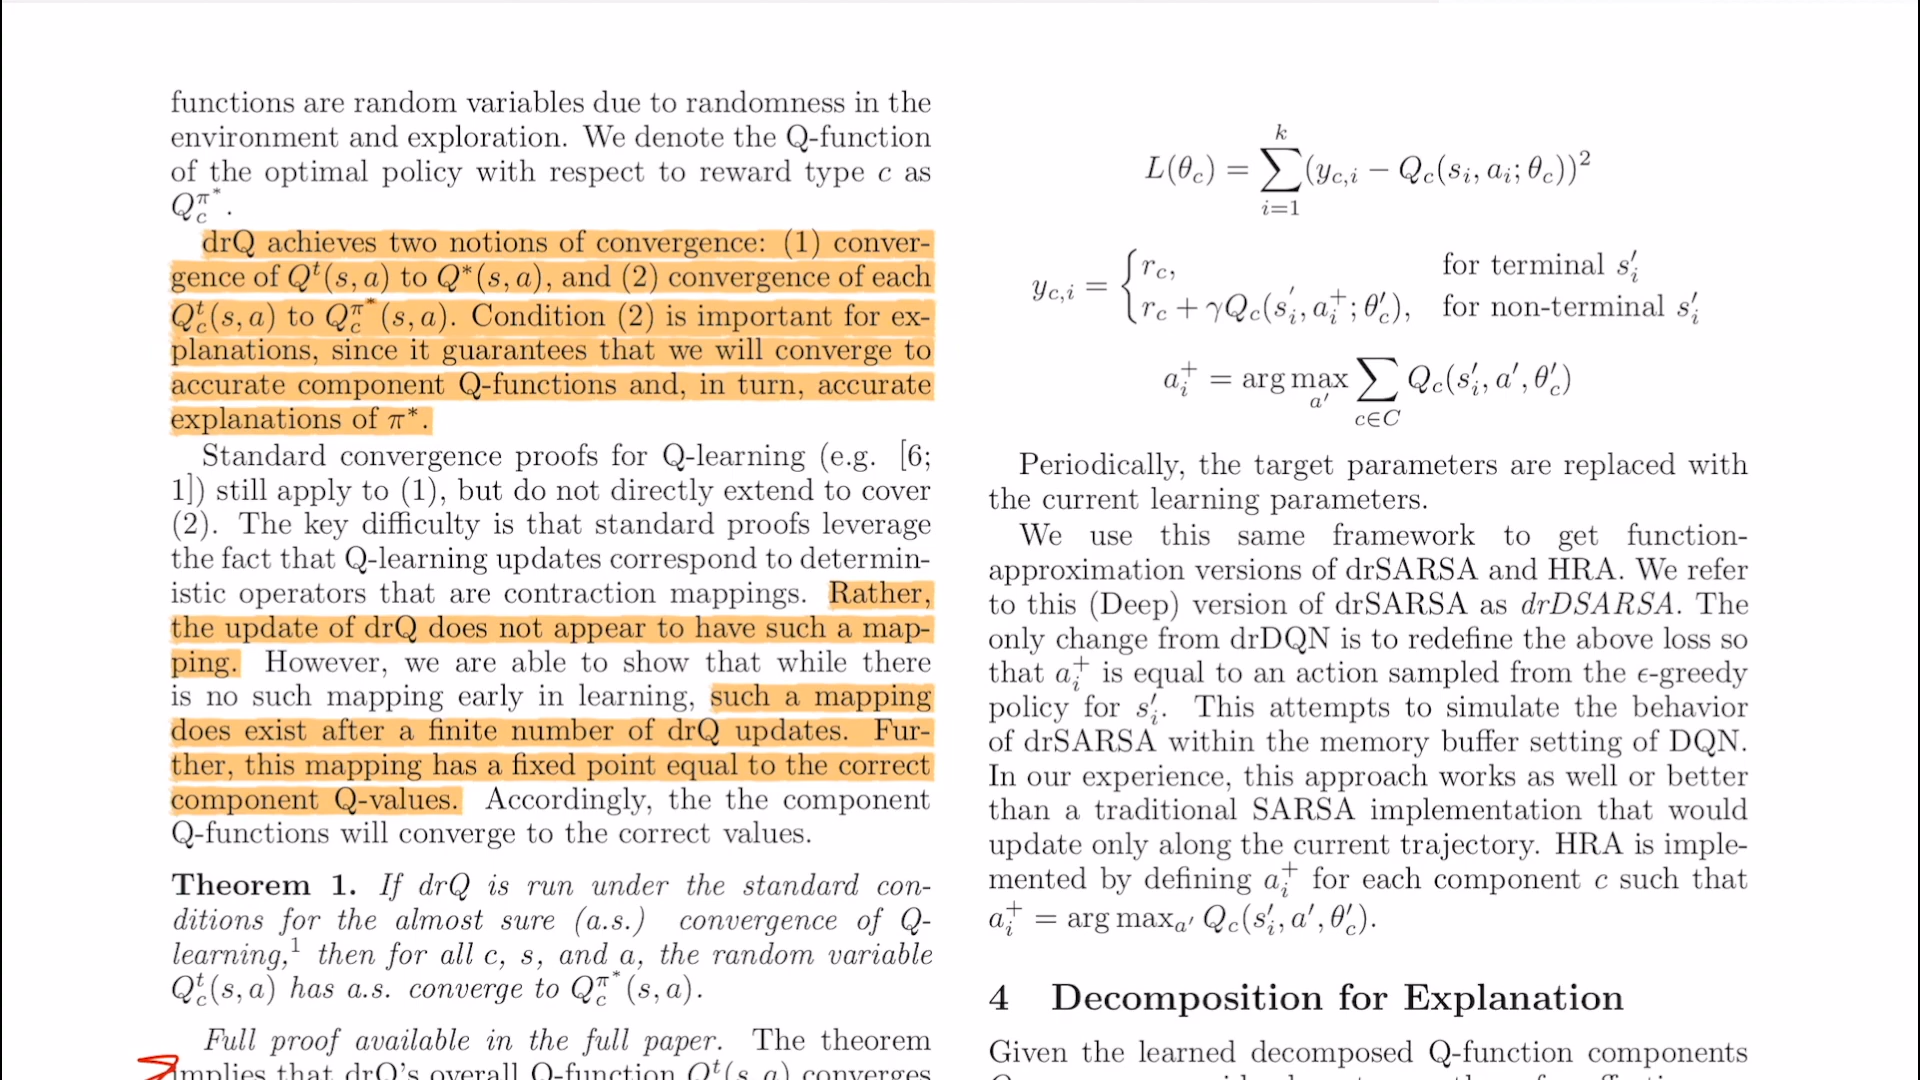 functions are random variables due to randomness in the
environment and exploration. We denote the Q-function
of the optimal policy with respect to reward type c as
Q_c^{π*}.
drQ achieves two notions of convergence: (1) conver-
gence of Q^t(s, a) to Q*(s, a), and (2) convergence of each
Q_c^t(s, a) to Q_c^{π*}(s, a). Condition (2) is important for ex-
planations, since it guarantees that we will converge to
accurate component Q-functions and, in turn, accurate
explanations of π*.
Standard convergence proofs for Q-learning (e.g. [6;
1]) still apply to (1), but do not directly extend to cover
(2). The key difficulty is that standard proofs leverage
the fact that Q-learning updates correspond to determin-
istic operators that are contraction mappings. Rather,
the update of drQ does not appear to have such a map-
ping. However, we are able to show that while there
is no such mapping early in learning, such a mapping
does exist after a finite number of drQ updates. Fur-
ther, this mapping has a fixed point equal to the correct
component Q-values. Accordingly, the the component
Q-functions will converge to the correct values.
Theorem 1. If drQ is run under the standard con-
ditions for the almost sure (a.s.) convergence of Q-
learning,¹ then for all c, s, and a, the random variable
Q_c^t(s, a) has a.s. converge to Q_c^{π*}(s, a).
Full proof available in the full paper. The theorem
implies that drQ's overall Q-function Q^t(s, a) converges
L(θ_c) = ∑_{i=1}^{k} (y_{c,i} − Q_c(s_i, a_i; θ_c))²
y_{c,i} = { r_c, for terminal s'_i
r_c + γQ_c(s'_i, a_i^+; θ'_c), for non-terminal s'_i
a_i^+ = arg max_{a'} ∑_{c∈C} Q_c(s'_i, a', θ'_c)
Periodically, the target parameters are replaced with
the current learning parameters.
We use this same framework to get function-
approximation versions of drSARSA and HRA. We refer
to this (Deep) version of drSARSA as drDSARSA. The
only change from drDQN is to redefine the above loss so
that a_i^+ is equal to an action sampled from the ϵ-greedy
policy for s'_i. This attempts to simulate the behavior
of drSARSA within the memory buffer setting of DQN.
In our experience, this approach works as well or better
than a traditional SARSA implementation that would
update only along the current trajectory. HRA is imple-
mented by defining a_i^+ for each component c such that
a_i^+ = arg max_{a'} Q_c(s'_i, a', θ'_c).
4 Decomposition for Explanation
Given the learned decomposed Q-function components